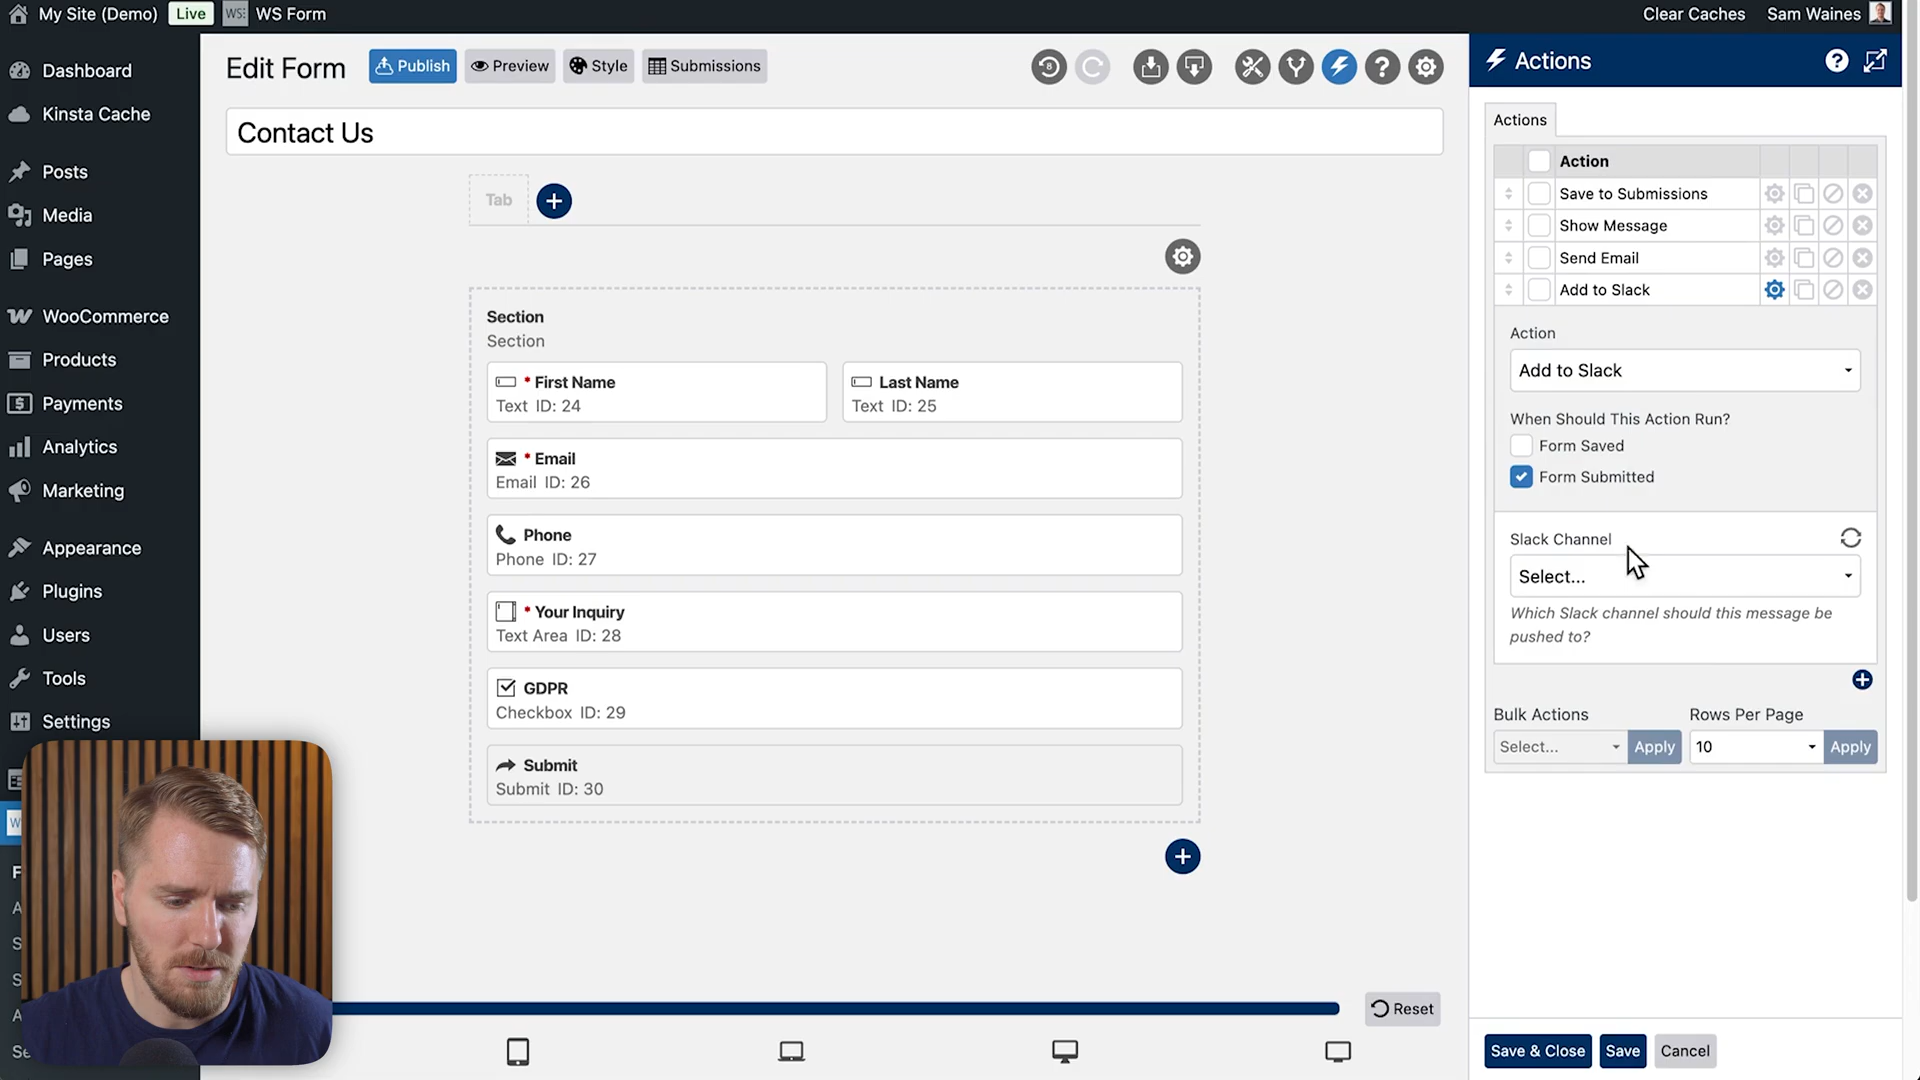 My Site (Demo) Live WS WS Form Clear Caches Sam Waines
Dashboard
Kinsta Cache
Posts
Media
Pages
WooCommerce
Products
Payments
Analytics
Marketing
Appearance
Plugins
Users
Tools
Settings
Edit Form Publish Preview Style Submissions
8
Contact Us
Tab
Section
Section
* First Name
Text ID: 24
Last Name
Text ID: 25
* Email
Email ID: 26
Phone
Phone ID: 27
* Your Inquiry
Text Area ID: 28
GDPR
Checkbox ID: 29
Submit
Submit ID: 30
Reset
Actions
Actions
Action
Save to Submissions
Show Message
Send Email
Add to Slack
Action
Add to Slack
When Should This Action Run?
Form Saved
Form Submitted
Slack Channel
Select...
Which Slack channel should this message be
pushed to?
Bulk Actions Rows Per Page
Select... Apply 10 Apply
Save & Close Save Cancel